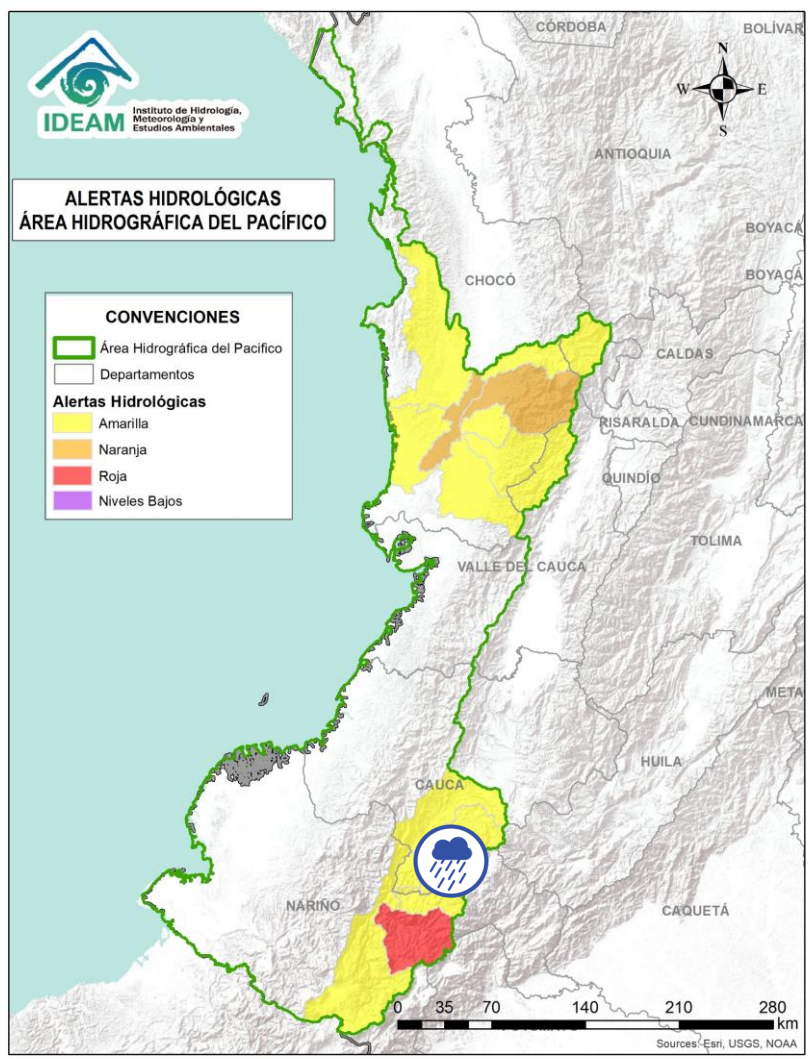 CÓRDOBA
BOLÍVAR
IDEAM
Instituto de Hidrología,
Meteorología y
Estudios Ambientales
N
W
E
S
ANTIOQUIA
ALERTAS HIDROLÓGICAS
ÁREA HIDROGRÁFICA DEL PACÍFICO
BOYACÁ
BOYACÁ
CHOCÓ
CONVENCIONES
Área Hidrográfica del Pacifico
Departamentos
Alertas Hidrológicas
Amarilla
Naranja
Roja
Niveles Bajos
CALDAS
RISARALDA
CUNDINAMARCA
QUINDÍO
TOLIMA
VALLE DEL CAUCA
META
HUILA
CAUCA
NARIÑO
CAQUETÁ
0 35 70 140 210 280
km
Sources: Esri, USGS, NOAA